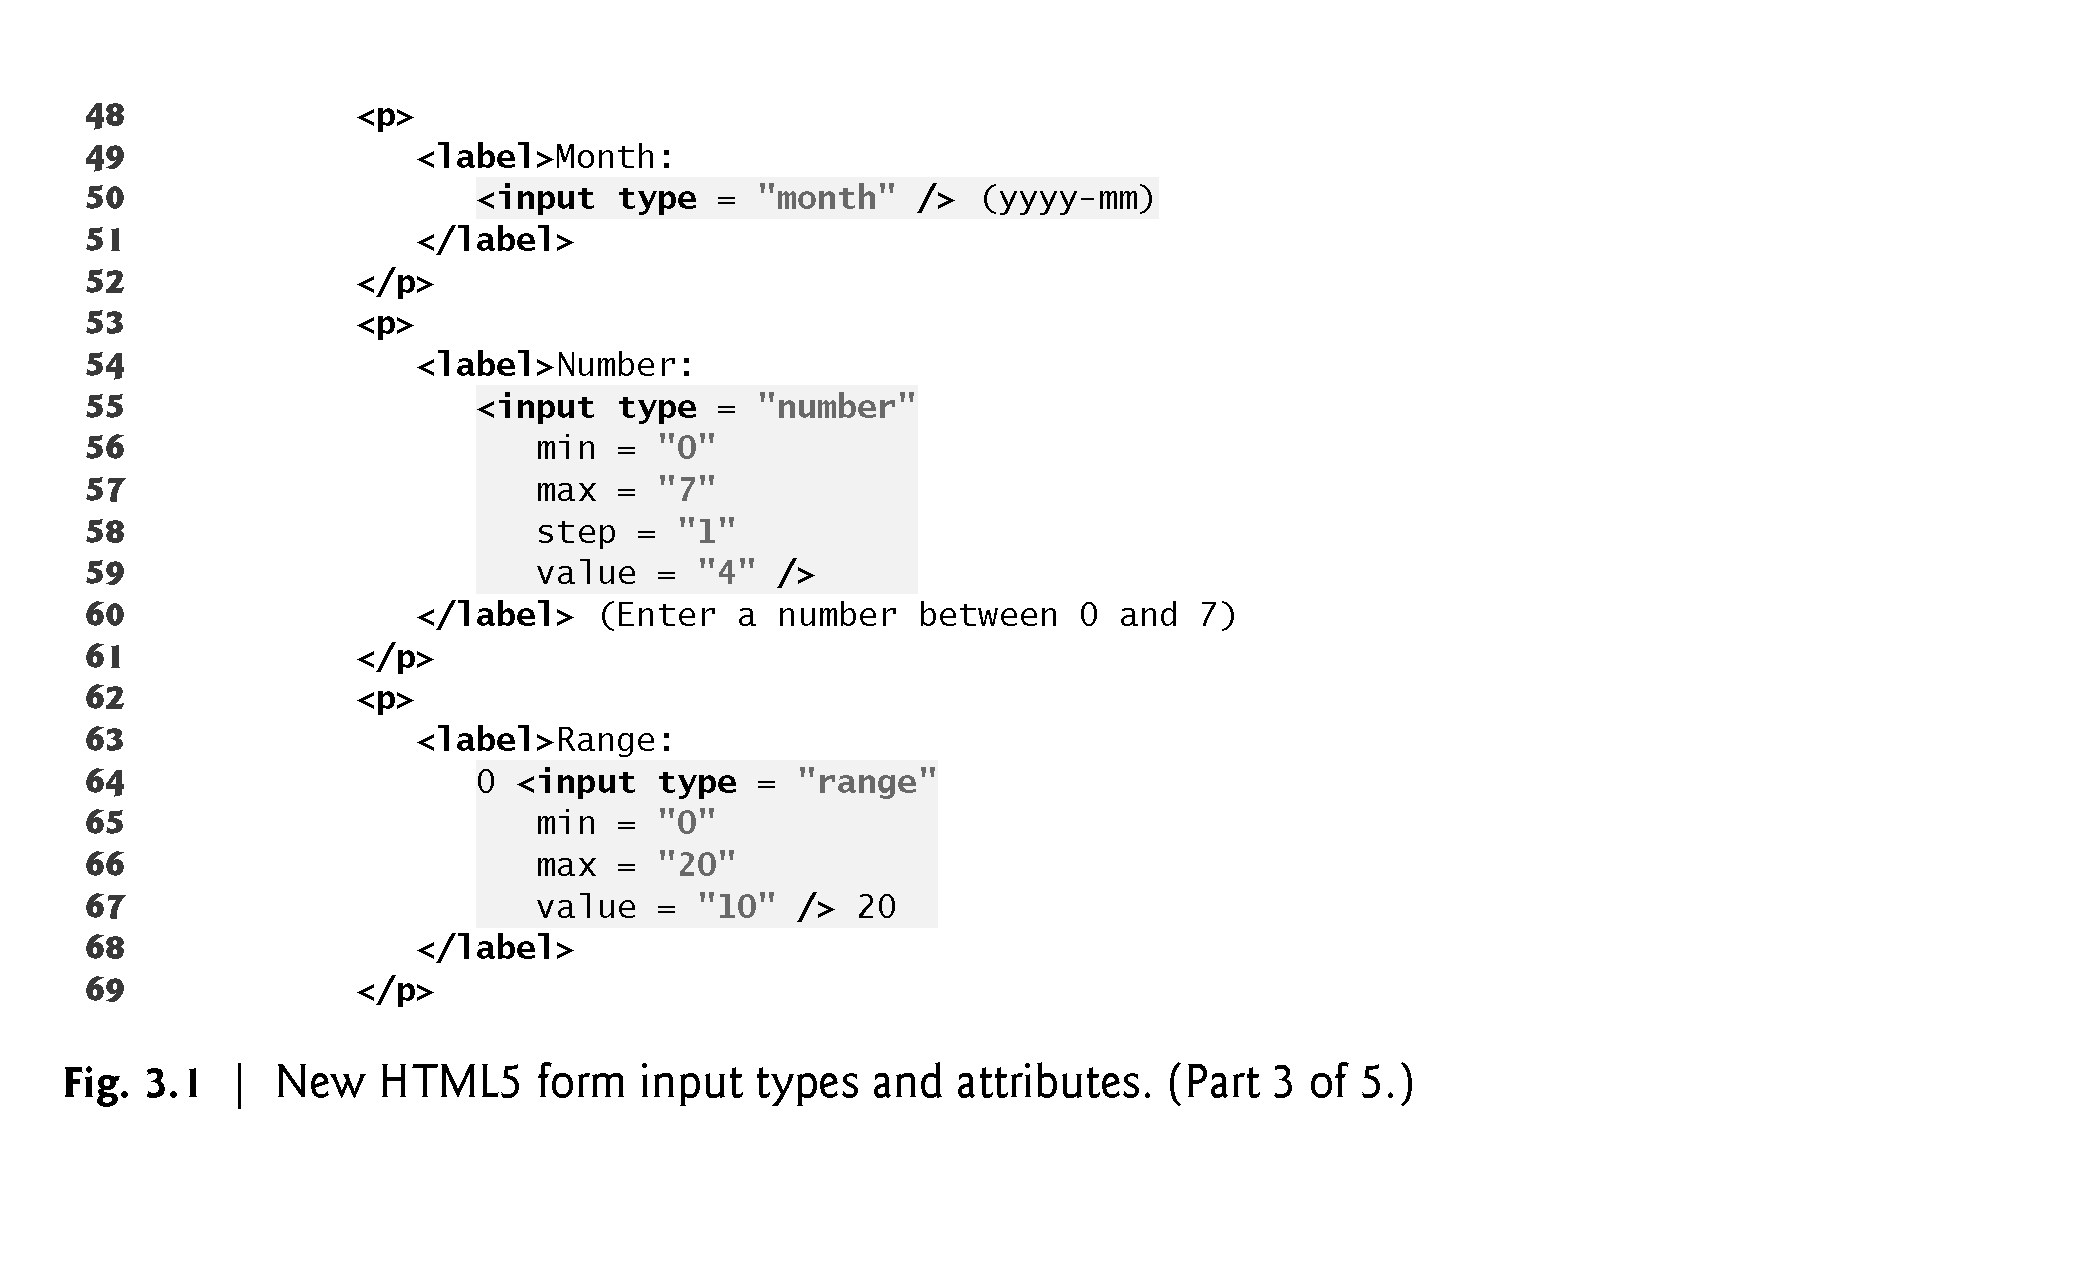 48 <p>
49 <label>Month:
50 <input type = "month" /> (yyyy-mm)
51 </label>
52 </p>
53 <p>
54 <label>Number:
55 <input type = "number"
56 min = "0"
57 max = "7"
58 step = "1"
59 value = "4" />
60 </label> (Enter a number between 0 and 7)
61 </p>
62 <p>
63 <label>Range:
64 0 <input type = "range"
65 min = "0"
66 max = "20"
67 value = "10" /> 20
68 </label>
69 </p>
Fig. 3.1 | New HTML5 form input types and attributes. (Part 3 of 5.)